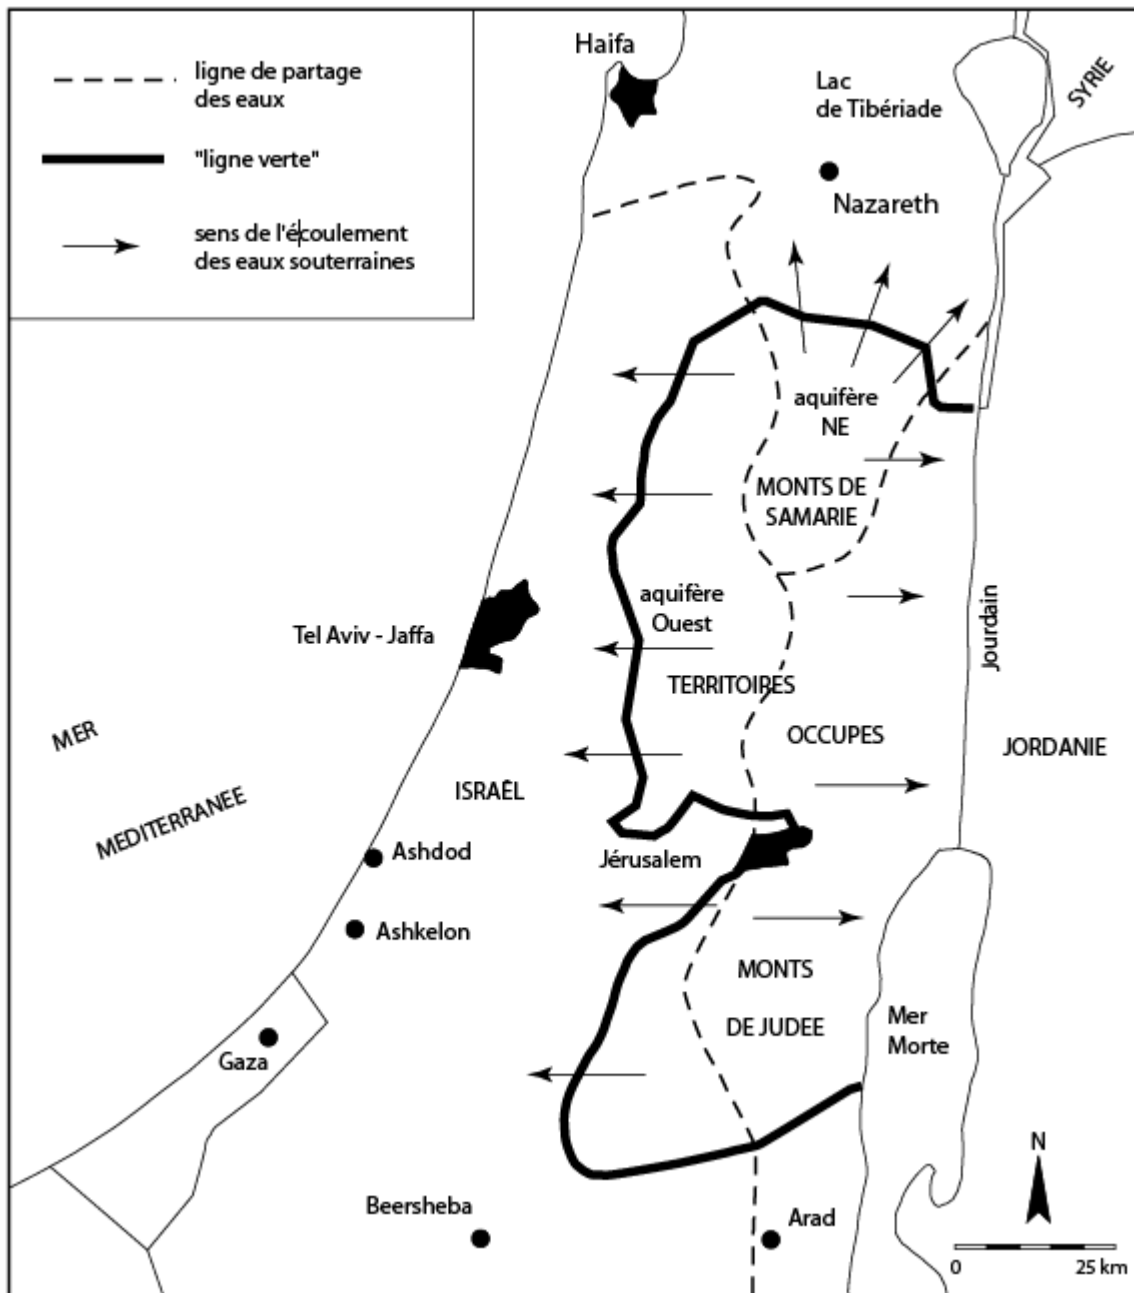 ligne de partage
des eaux
"ligne verte"
sens de l'écoulement
des eaux souterraines
Haifa
Lac
de Tibériade
SYRIE
Nazareth
aquifère
NE
MONTS DE
SAMARIE
aquifère
Ouest
Tel Aviv - Jaffa
TERRITOIRES
OCCUPES
Jourdain
JORDANIE
MER
MEDITERRANEE
ISRAËL
Ashdod
Jérusalem
Ashkelon
MONTS
DE JUDEE
Mer
Morte
Gaza
Beersheba
Arad
N
0 25 km